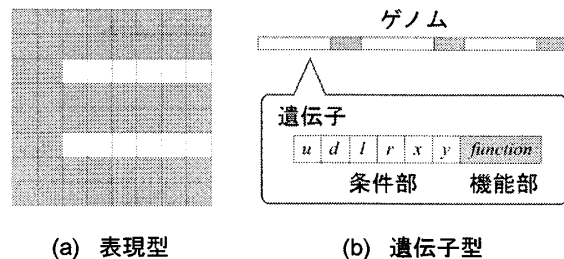 ゲノム
遺伝子
u d l r x y function
条件部 機能部
(a) 表現型 (b) 遺伝子型